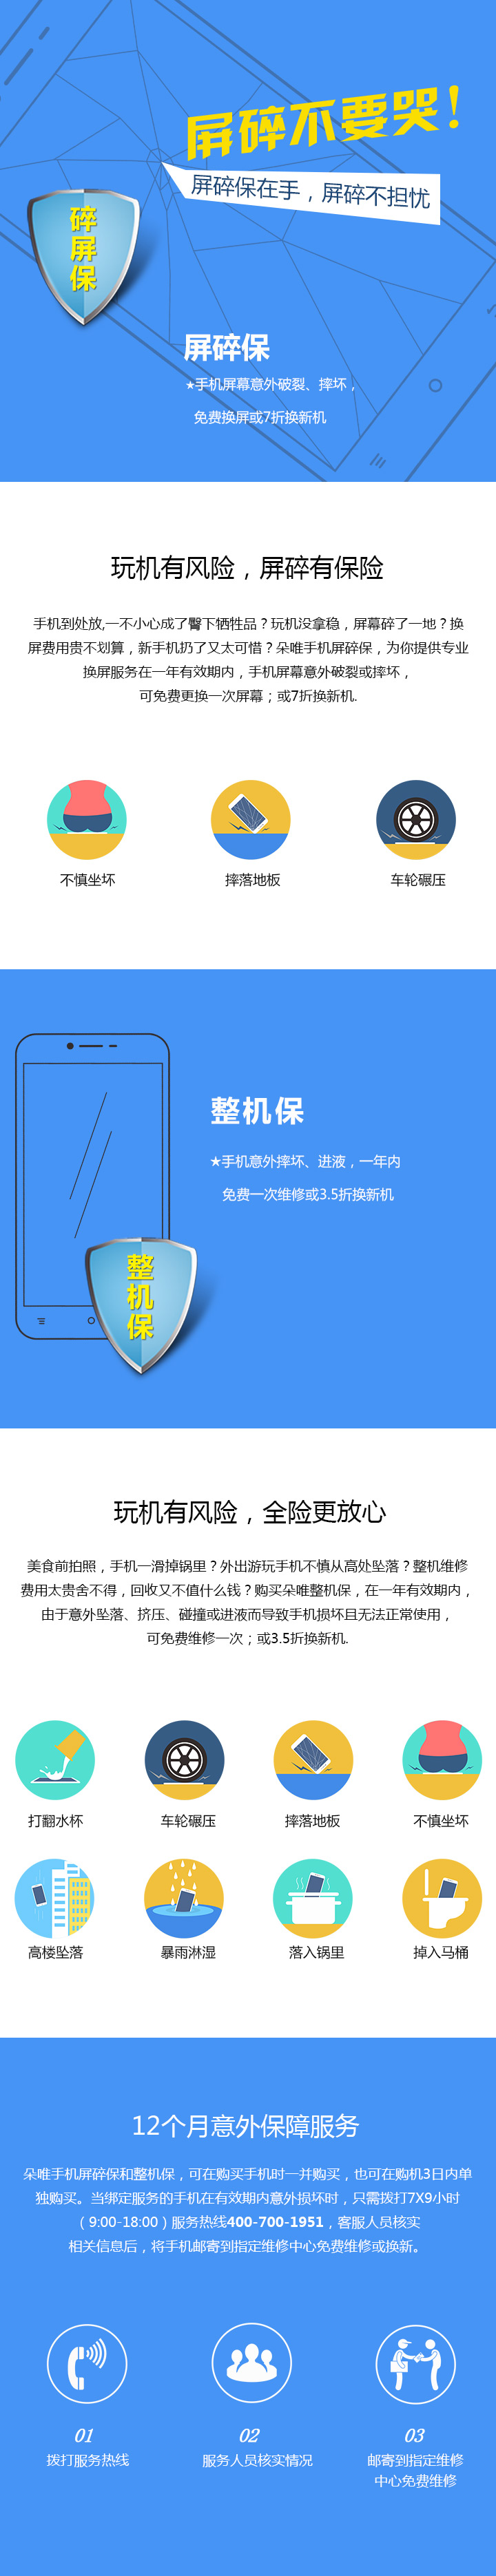 屏碎不要哭!
屏碎保在手，屏碎不担忧
碎屏保
屏碎保
★手机屏幕意外破裂、摔坏，
免费换屏或7折换新机
玩机有风险，屏碎有保险
手机到处放,一不小心成了臀下牺牲品？玩机没拿稳，屏幕碎了一地？换
屏费用贵不划算，新手机扔了又太可惜？朵唯手机屏碎保，为你提供专业
换屏服务在一年有效期内，手机屏幕意外破裂或摔坏，
可免费更换一次屏幕；或7折换新机.
不慎坐坏
摔落地板
车轮碾压
整机保
★手机意外摔坏、进液，一年内
免费一次维修或3.5折换新机
整机保
玩机有风险，全险更放心
美食前拍照，手机一滑掉锅里？外出游玩手机不慎从高处坠落？整机维修
费用太贵舍不得，回收又不值什么钱？购买朵唯整机保，在一年有效期内，
由于意外坠落、挤压、碰撞或进液而导致手机损坏且无法正常使用，
可免费维修一次；或3.5折换新机.
打翻水杯
车轮碾压
摔落地板
不慎坐坏
高楼坠落
暴雨淋湿
落入锅里
掉入马桶
12个月意外保障服务
朵唯手机屏碎保和整机保，可在购买手机时一并购买，也可在购机3日内单
独购买。当绑定服务的手机在有效期内意外损坏时，只需拨打7X9小时
（9:00-18:00）服务热线400-700-1951，客服人员核实
相关信息后，将手机邮寄到指定维修中心免费维修或换新。
01
拨打服务热线
02
服务人员核实情况
03
邮寄到指定维修
中心免费维修